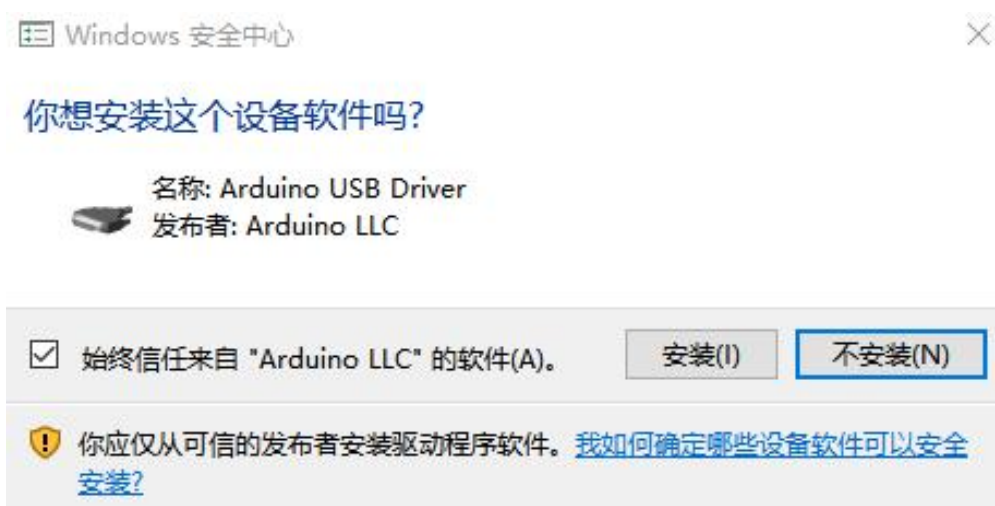 Windows 安全中心
你想安装这个设备软件吗?
名称: Arduino USB Driver
发布者: Arduino LLC
始终信任来自 "Arduino LLC" 的软件(A)。
安装(I)
不安装(N)
你应仅从可信的发布者安装驱动程序软件。我如何确定哪些设备软件可以安全
安装?